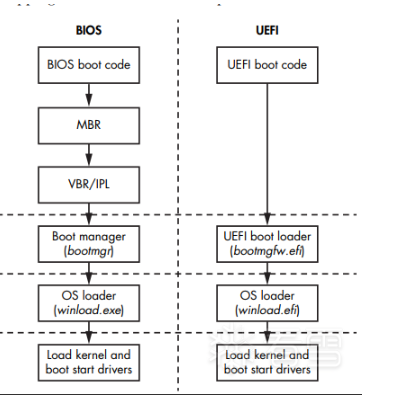 BIOS
UEFI
BIOS boot code
UEFI boot code
MBR
VBR/IPL
Boot manager
(bootmgr)
UEFI boot loader
(bootmgfw.efi)
OS loader
(winload.exe)
OS loader
(winload.efi)
Load kernel and
boot start drivers
Load kernel and
boot start drivers